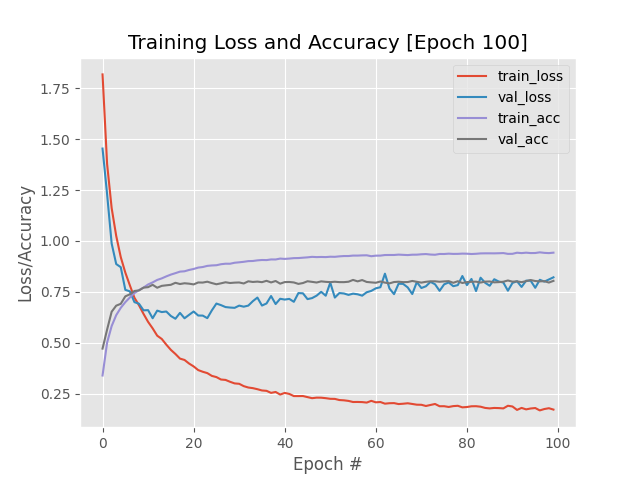 Training Loss and Accuracy [Epoch 100]
train_loss
val_loss
train_acc
val_acc
Loss/Accuracy
1.75
1.50
1.25
1.00
0.75
0.50
0.25
0
20
40
60
80
100
Epoch #